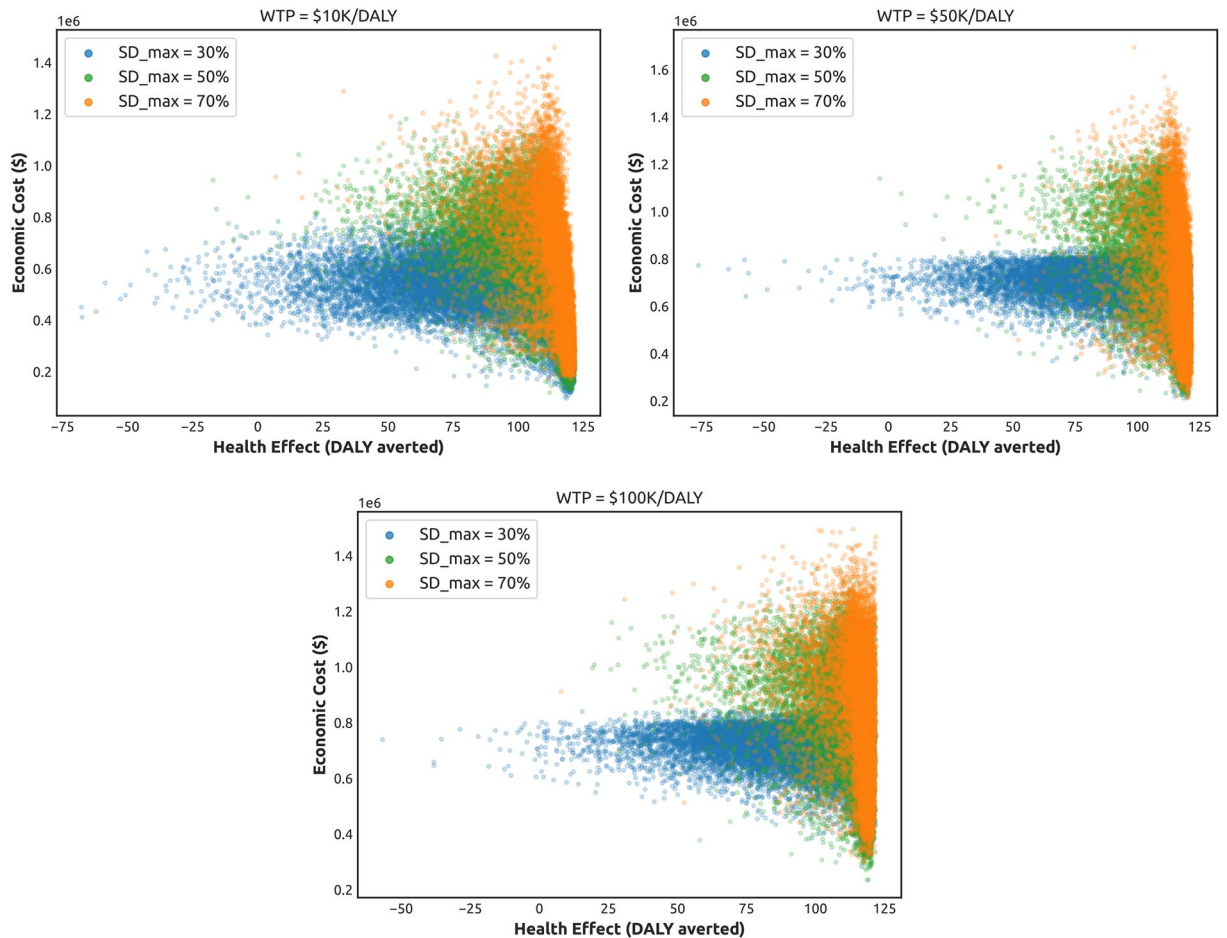 WTP = $10K/DALY
1e6
SD_max = 30%
SD_max = 50%
SD_max = 70%
1.4
1.2
1.0
0.8
0.6
0.4
0.2
Economic Cost ($)
−75 −50 −25 0 25 50 75 100 125
Health Effect (DALY averted)
WTP = $50K/DALY
1e6
SD_max = 30%
SD_max = 50%
SD_max = 70%
1.6
1.4
1.2
1.0
0.8
0.6
0.4
0.2
Economic Cost ($)
−75 −50 −25 0 25 50 75 100 125
Health Effect (DALY averted)
WTP = $100K/DALY
1e6
SD_max = 30%
SD_max = 50%
SD_max = 70%
1.4
1.2
1.0
0.8
0.6
0.4
0.2
Economic Cost ($)
−50 −25 0 25 50 75 100 125
Health Effect (DALY averted)